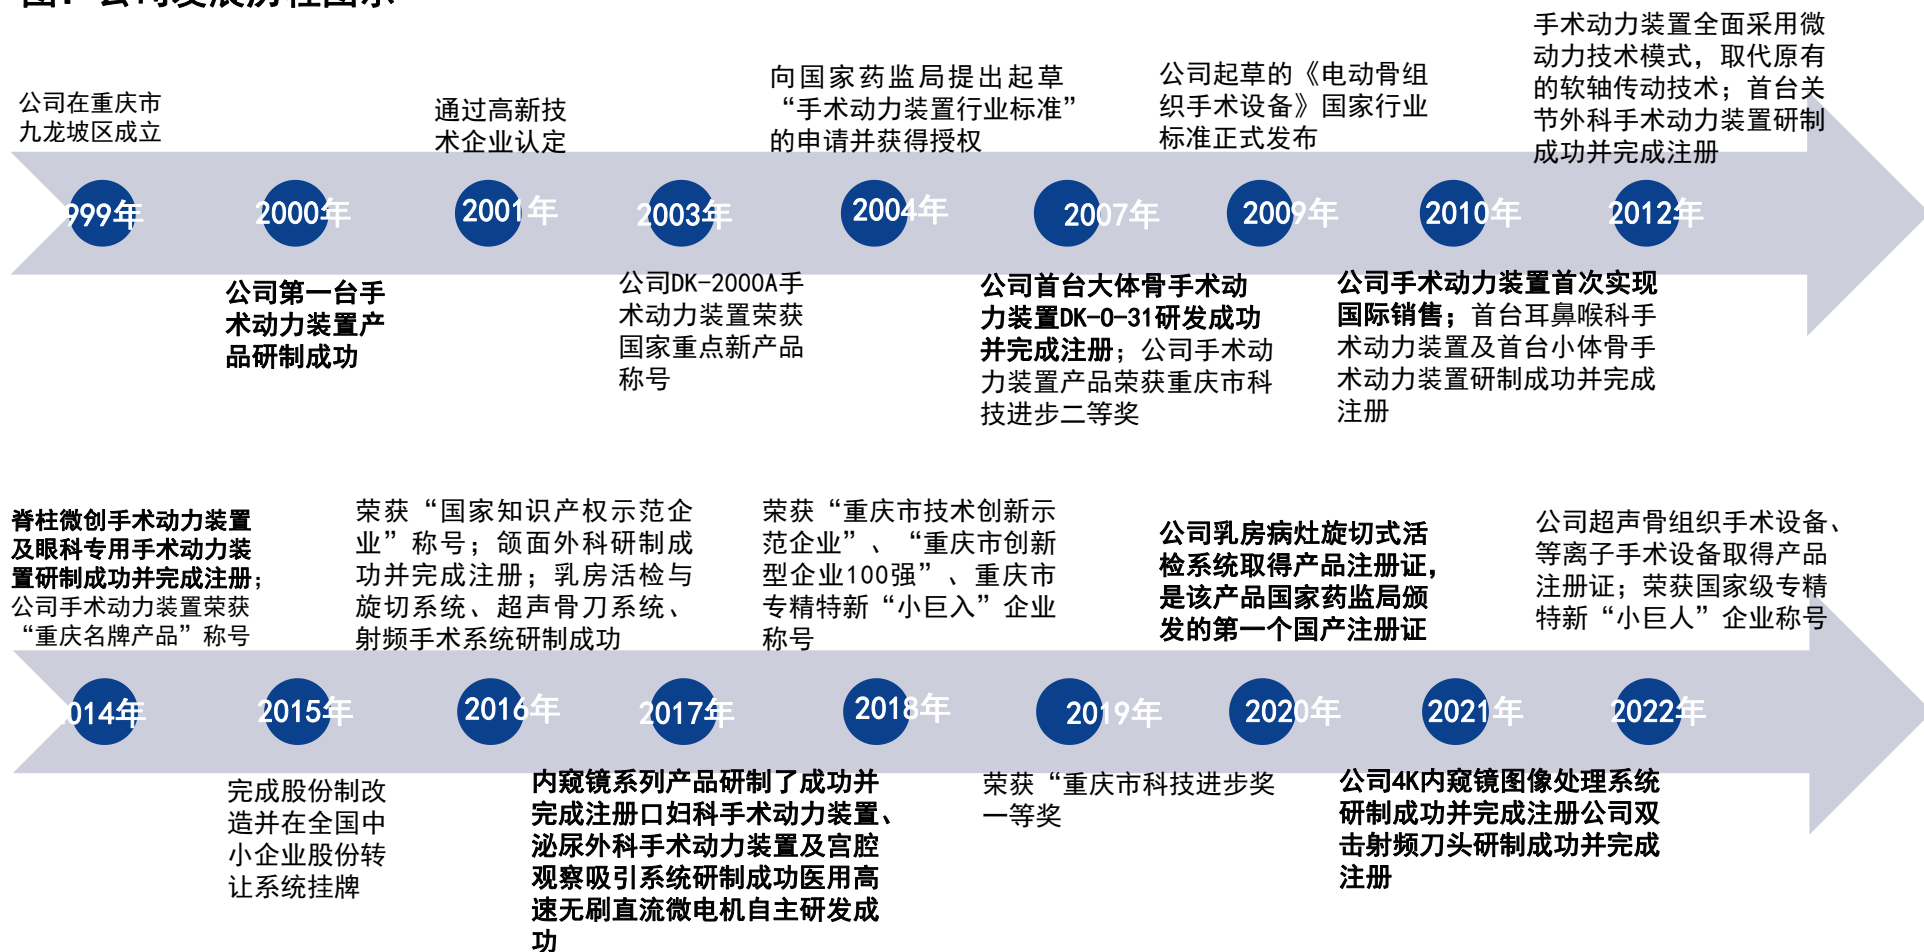 图：公司发展历程图示
公司在重庆市
九龙坡区成立
通过高新技
术企业认定
向国家药监局提出起草
“手术动力装置行业标准”
的申请并获得授权
公司起草的《电动骨组
织手术设备》国家行业
标准正式发布
手术动力装置全面采用微
动力技术模式，取代原有
的软轴传动技术；首台关
节外科手术动力装置研制
成功并完成注册
999年
2000年
2001年
2003年
2004年
2007年
2009年
2010年
2012年
公司第一台手
术动力装置产
品研制成功
公司DK-2000A手
术动力装置荣获
国家重点新产品
称号
公司首台大体骨手术动
力装置DK-O-31研发成功
并完成注册；公司手术动
力装置产品荣获重庆市科
技进步二等奖
公司手术动力装置首次实现
国际销售；首台耳鼻喉科手
术动力装置及首台小体骨手
术动力装置研制成功并完成
注册
脊柱微创手术动力装置
及眼科专用手术动力装
置研制成功并完成注册；
公司手术动力装置荣获
“重庆名牌产品”称号
荣获“国家知识产权示范企
业”称号；颌面外科研制成
功并完成注册；乳房活检与
旋切系统、超声骨刀系统、
射频手术系统研制成功
荣获“重庆市技术创新示
范企业”、“重庆市创新
型企业100强”、重庆市
专精特新“小巨入”企业
称号
公司乳房病灶旋切式活
检系统取得产品注册证，
是该产品国家药监局颁
发的第一个国产注册证
公司超声骨组织手术设备、
等离子手术设备取得产品
注册证；荣获国家级专精
特新“小巨人”企业称号
014年
2015年
2016年
2017年
2018年
2019年
2020年
2021年
2022年
完成股份制改
造并在全国中
小企业股份转
让系统挂牌
内窥镜系列产品研制了成功并
完成注册口妇科手术动力装置、
泌尿外科手术动力装置及宫腔
观察吸引系统研制成功医用高
速无刷直流微电机自主研发成
功
荣获“重庆市科技进步奖
一等奖
公司4K内窥镜图像处理系统
研制成功并完成注册公司双
击射频刀头研制成功并完成
注册